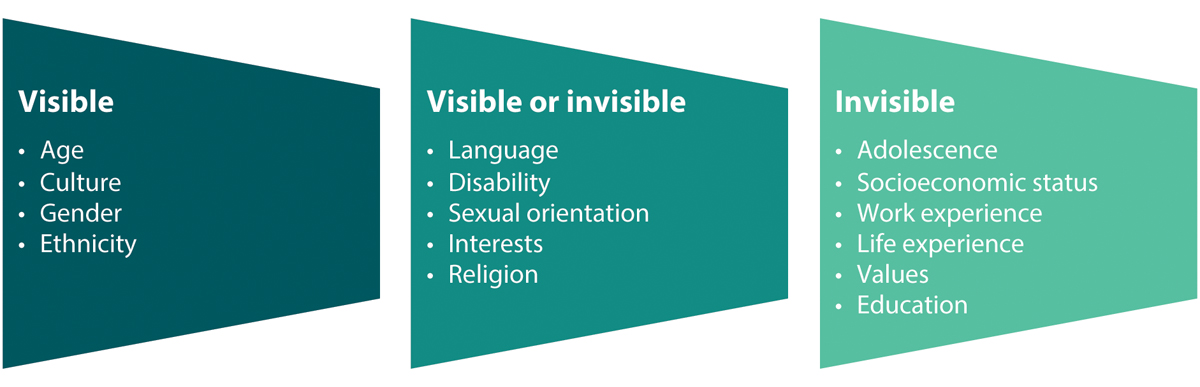 Visible
• Age
• Culture
• Gender
• Ethnicity
Visible or invisible
• Language
• Disability
• Sexual orientation
• Interests
• Religion
Invisible
• Adolescence
• Socioeconomic status
• Work experience
• Life experience
• Values
• Education